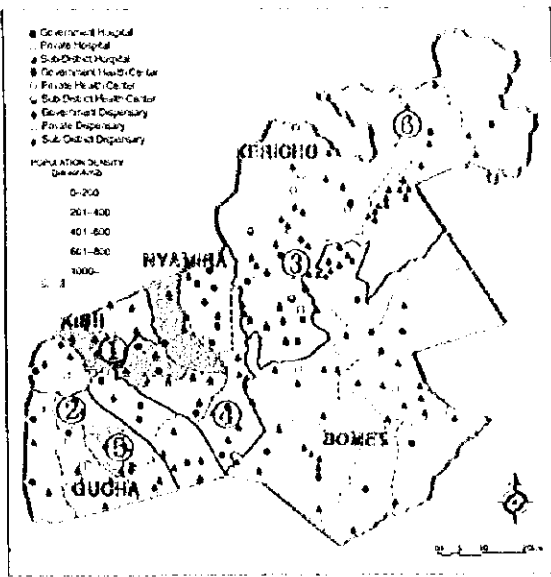 Government Hospital
Private Hospital
Sub-District Hospital
Government Health Center
Private Health Center
Sub-District Health Center
Government Dispensary
Private Dispensary
Sub-District Dispensary
POPULATION DENSITY
0-200
201-400
401-600
601-800
1000-
KERICHO
6
3
NYAMIRA
KISII
1
2
4
5
BOMET
GUCHA